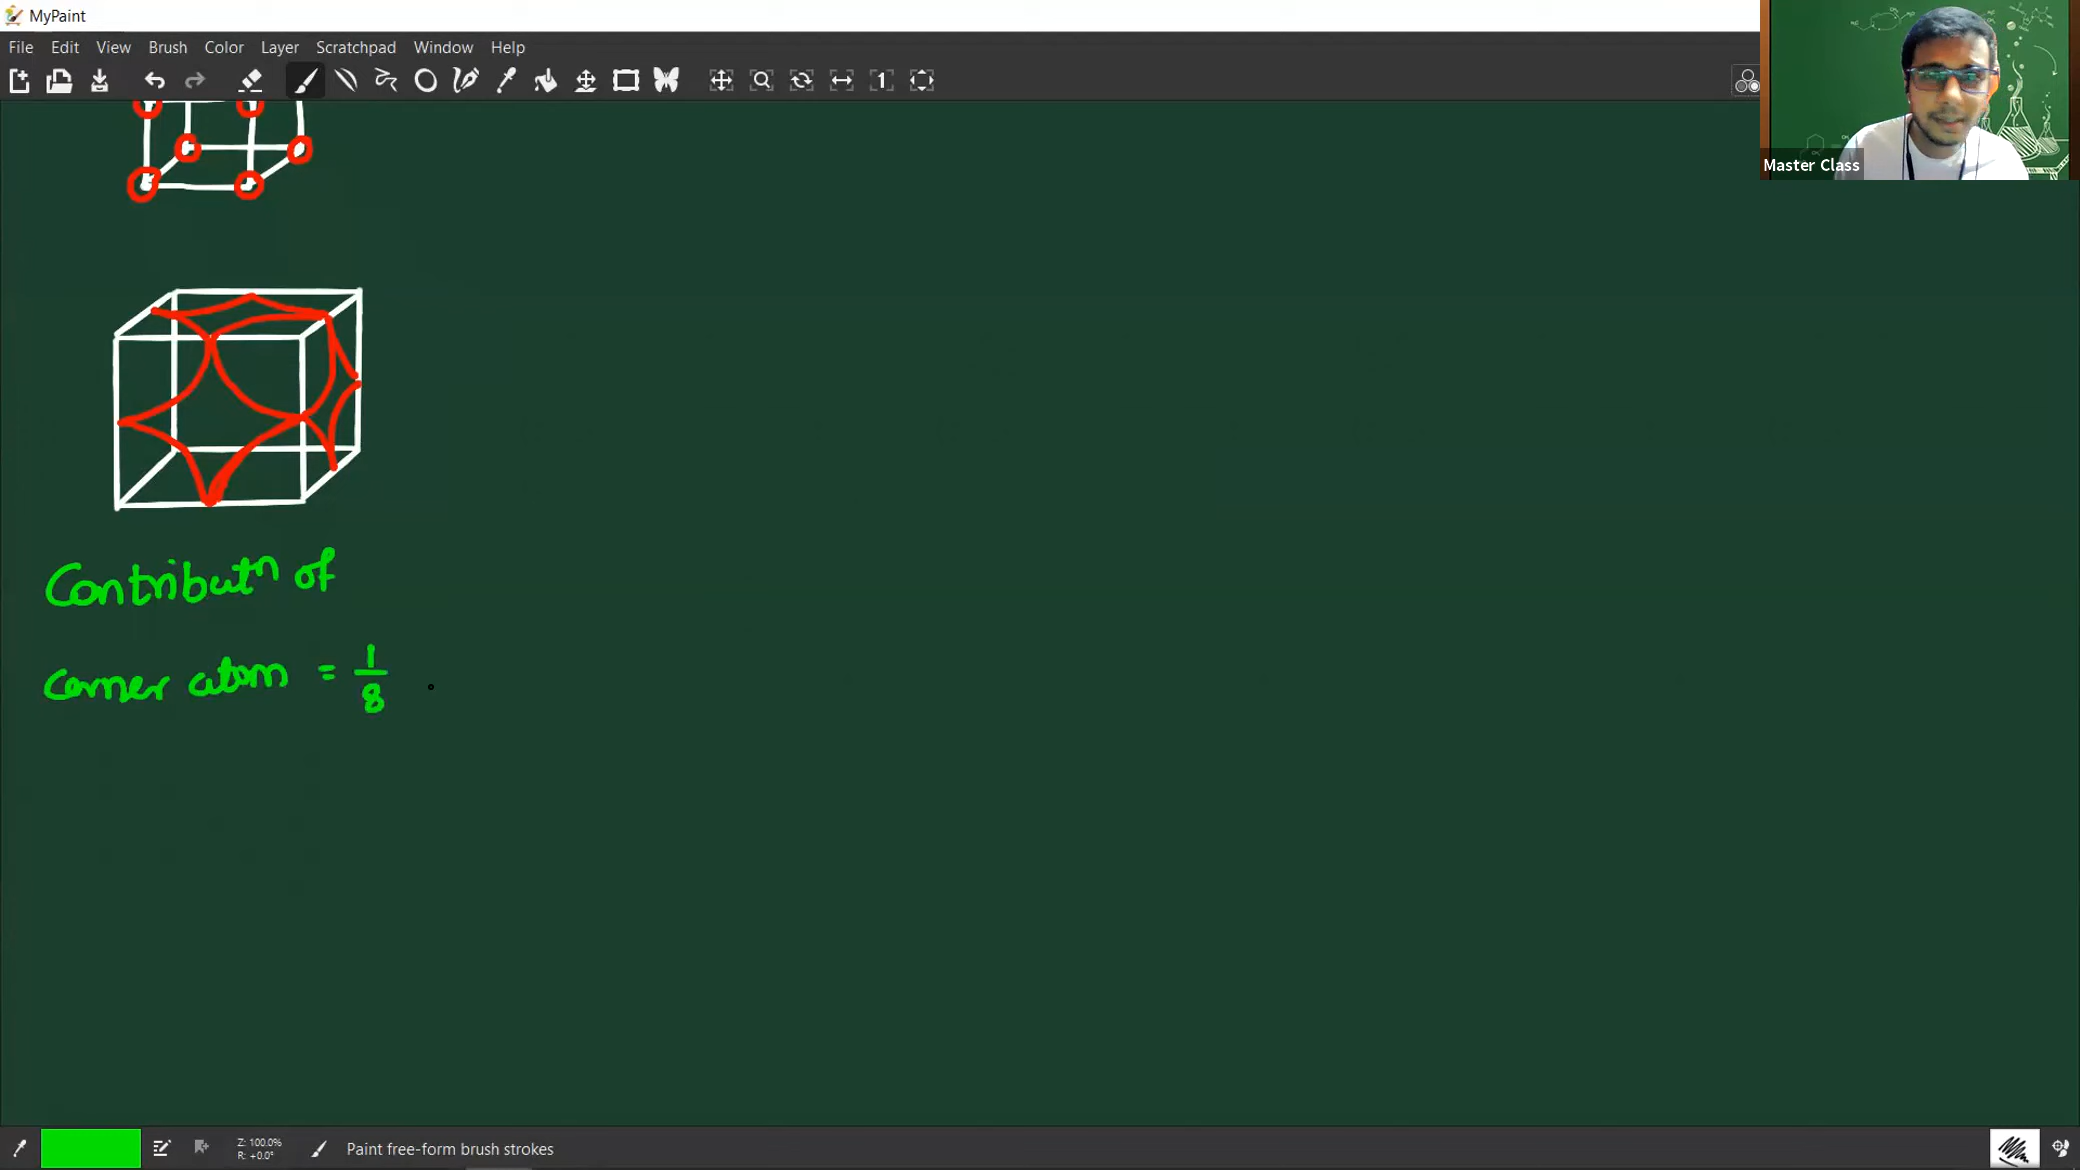 MyPaint
File Edit View Brush Color Layer Scratchpad Window Help
1
Master Class
Contributn of
corner atom = 1/8
Z: 100.0%
R: +0.0°
Paint free-form brush strokes